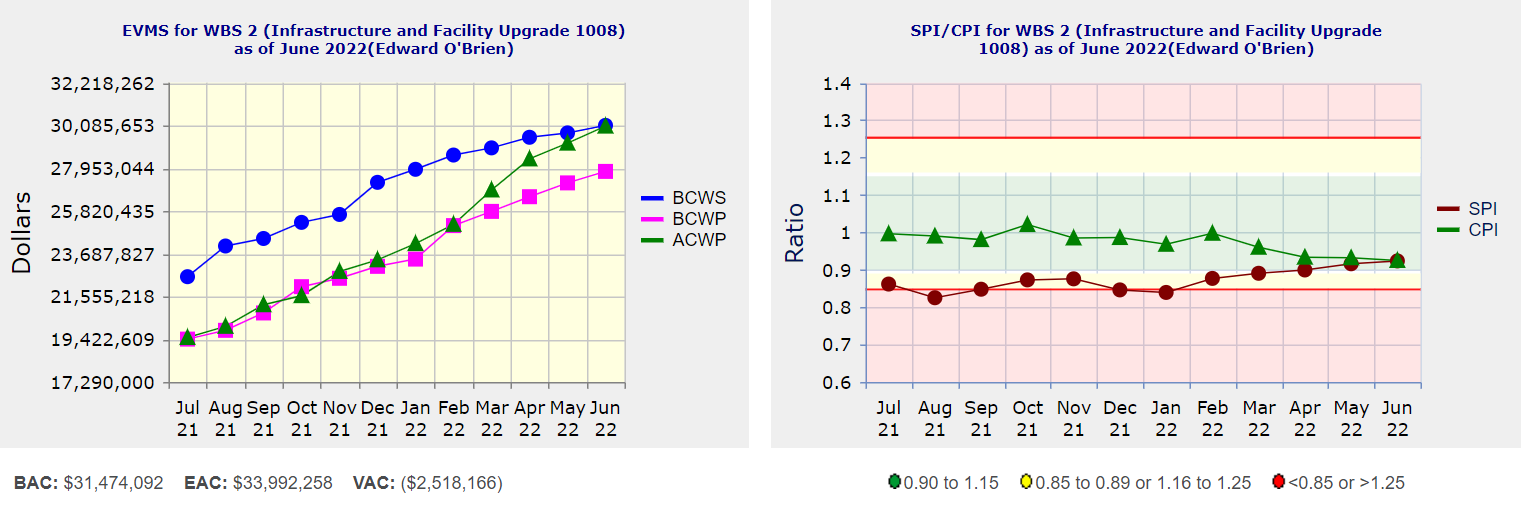 EVMS for WBS 2 (Infrastructure and Facility Upgrade 1008)
as of June 2022(Edward O'Brien)
32,218,262
30,085,653
27,953,044
25,820,435
23,687,827
21,555,218
19,422,609
17,290,000
Dollars
Jul Aug Sep Oct Nov Dec Jan Feb Mar Apr May Jun
21 21 21 21 21 21 22 22 22 22 22 22
BCWS
BCWP
ACWP
BAC: $31,474,092 EAC: $33,992,258 VAC: ($2,518,166)
SPI/CPI for WBS 2 (Infrastructure and Facility Upgrade
1008) as of June 2022(Edward O'Brien)
1.4
1.3
1.2
1.1
1
0.9
0.8
0.7
0.6
Ratio
Jul Aug Sep Oct Nov Dec Jan Feb Mar Apr May Jun
21 21 21 21 21 21 22 22 22 22 22 22
SPI
CPI
0.90 to 1.15 0.85 to 0.89 or 1.16 to 1.25 <0.85 or >1.25